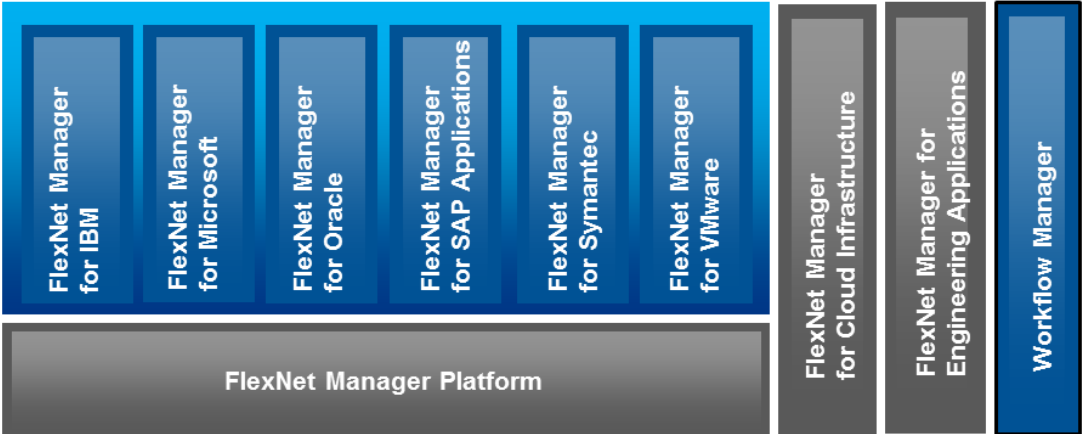 FlexNet Manager
for IBM
FlexNet Manager
for Microsoft
FlexNet Manager
for Oracle
FlexNet Manager
for SAP Applications
FlexNet Manager
for Symantec
FlexNet Manager
for VMware
FlexNet Manager
for Cloud Infrastructure
FlexNet Manager for
Engineering Applications
Workflow Manager
FlexNet Manager Platform